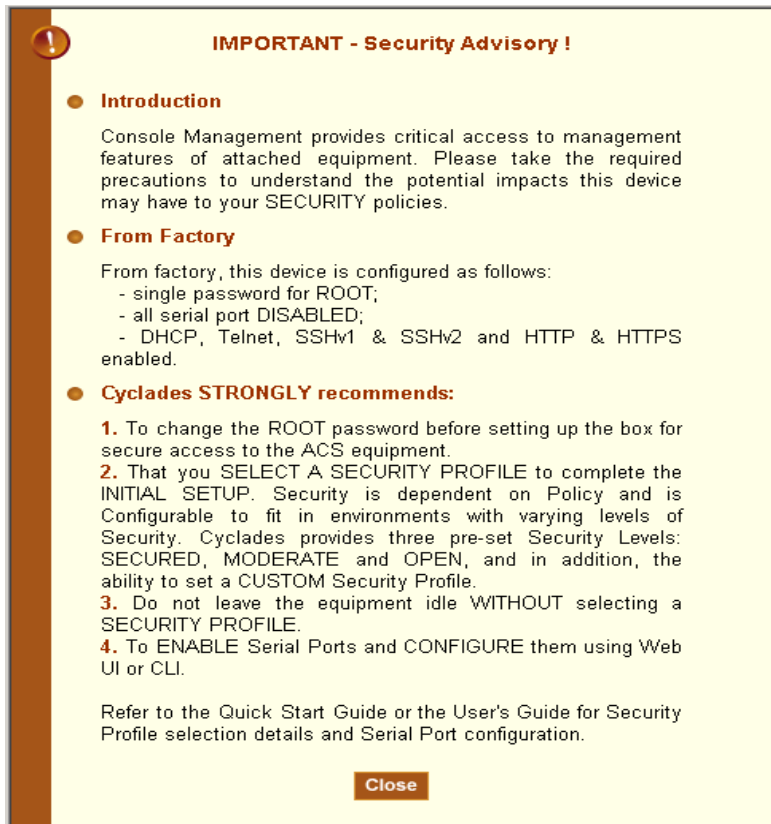 IMPORTANT - Security Advisory !
Introduction
Console Management provides critical access to management
features of attached equipment. Please take the required
precautions to understand the potential impacts this device
may have to your SECURITY policies.
From Factory
From factory, this device is configured as follows:
- single password for ROOT;
- all serial port DISABLED;
- DHCP, Telnet, SSHv1 & SSHv2 and HTTP & HTTPS
enabled.
Cyclades STRONGLY recommends:
1. To change the ROOT password before setting up the box for
secure access to the ACS equipment.
2. That you SELECT A SECURITY PROFILE to complete the
INITIAL SETUP. Security is dependent on Policy and is
Configurable to fit in environments with varying levels of
Security. Cyclades provides three pre-set Security Levels:
SECURED, MODERATE and OPEN, and in addition, the
ability to set a CUSTOM Security Profile.
3. Do not leave the equipment idle WITHOUT selecting a
SECURITY PROFILE.
4. To ENABLE Serial Ports and CONFIGURE them using Web
UI or CLI.
Refer to the Quick Start Guide or the User's Guide for Security
Profile selection details and Serial Port configuration.
Close